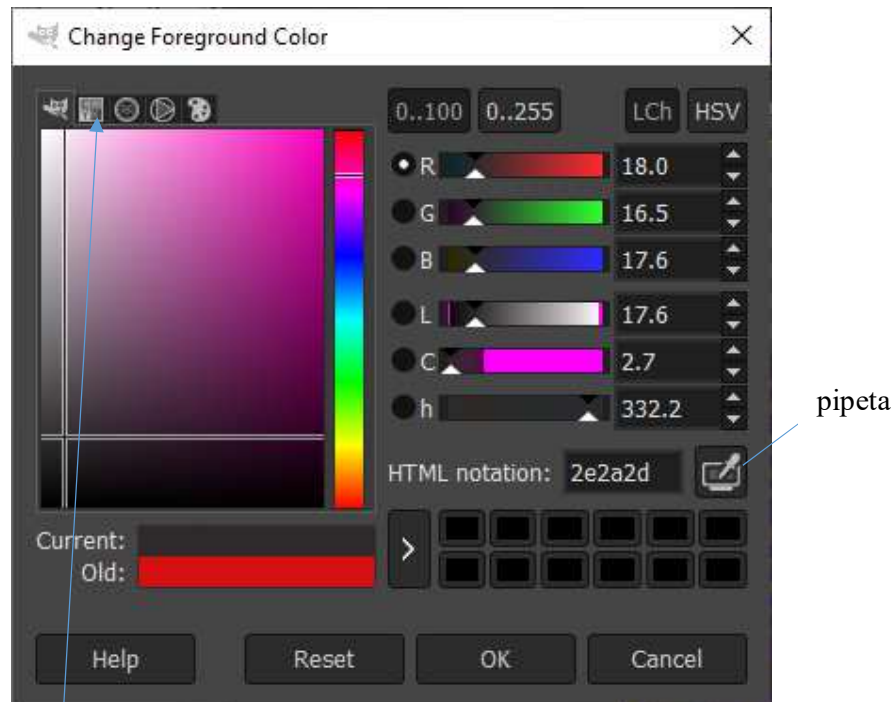 Change Foreground Color
0..100 0..255 LCh HSV
R 18.0
G 16.5
B 17.6
L 17.6
C 2.7
h 332.2
pipeta
HTML notation: 2e2a2d
Current:
Old:
Help Reset OK Cancel